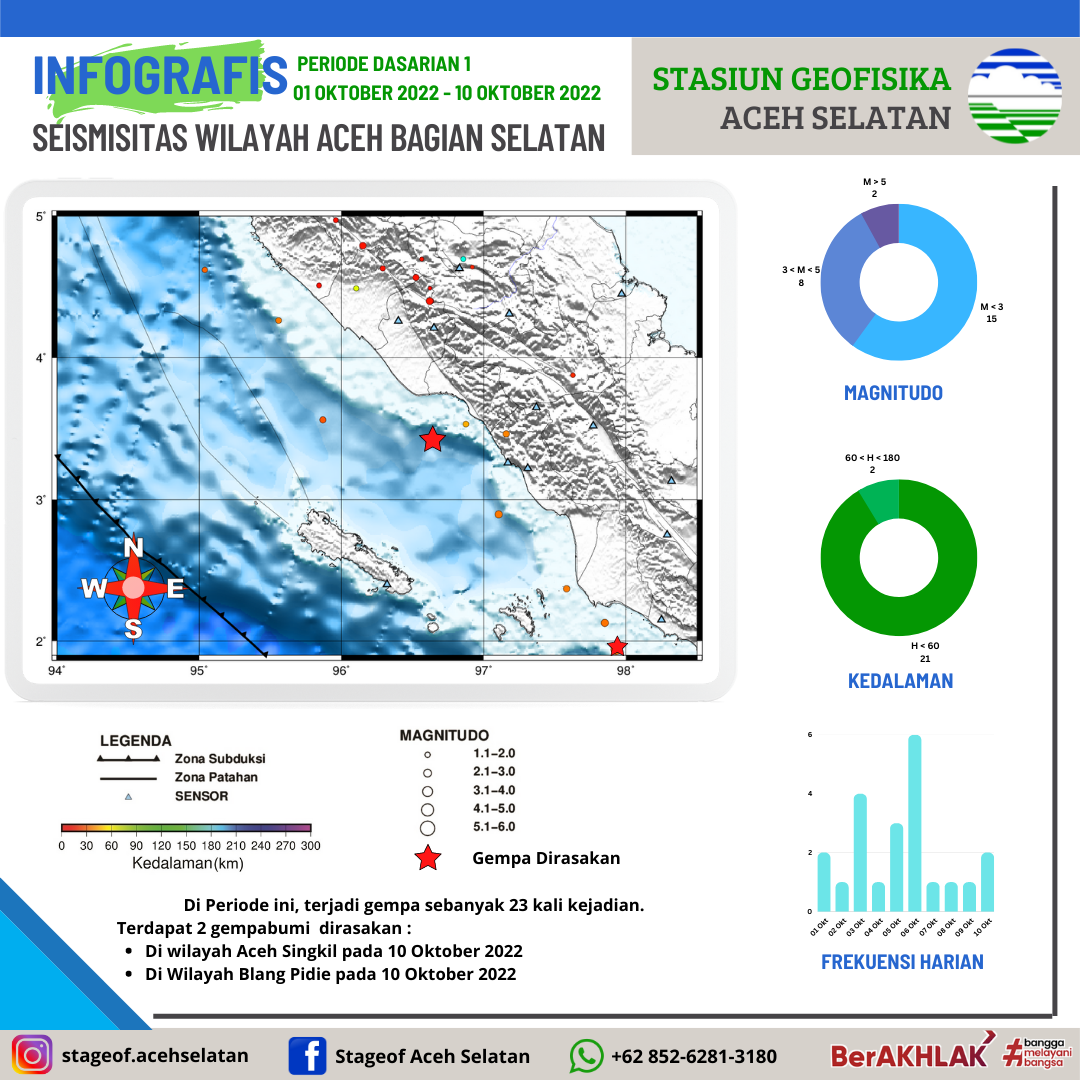 INFOGRAFIS
PERIODE DASARIAN 1
01 OKTOBER 2022 - 10 OKTOBER 2022
SEISMISITAS WILAYAH ACEH BAGIAN SELATAN
STASIUN GEOFISIKA
ACEH SELATAN
5°
4°
3°
2°
94°
95°
96°
97°
98°
N
W
E
S
M > 5
2
3 < M < 5
8
M < 3
15
MAGNITUDO
60 < H < 180
2
H < 60
21
KEDALAMAN
LEGENDA
Zona Subduksi
Zona Patahan
SENSOR
0 30 60 90 120 150 180 210 240 270 300
Kedalaman(km)
MAGNITUDO
1.1–2.0
2.1–3.0
3.1–4.0
4.1–5.0
5.1–6.0
Gempa Dirasakan
6
4
2
0
01 Okt
02 Okt
03 Okt
04 Okt
05 Okt
06 Okt
07 Okt
08 Okt
09 Okt
10 Okt
FREKUENSI HARIAN
Di Periode ini, terjadi gempa sebanyak 23 kali kejadian.
Terdapat 2 gempabumi dirasakan :
• Di wilayah Aceh Singkil pada 10 Oktober 2022
• Di Wilayah Blang Pidie pada 10 Oktober 2022
stageof.acehselatan
Stageof Aceh Selatan
+62 852-6281-3180
BerAKHLAK
#bangga
melayani
bangsa